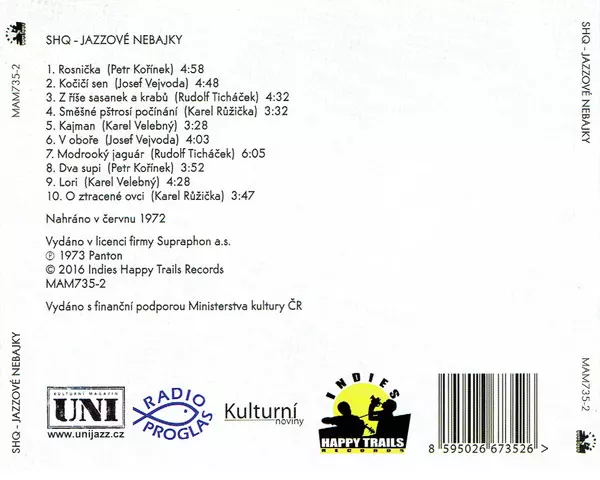 SHQ - JAZZOVÉ NEBAJKY
1. Rosnička (Petr Kořínek) 4:58
2. Kočičí sen (Josef Vejvoda) 4:48
3. Z říše sasanek a krabů (Rudolf Ticháček) 4:32
4. Směšné pštrosí počínání (Karel Růžička) 3:32
5. Kajman (Karel Velebný) 3:28
6. V oboře (Josef Vejvoda) 4:03
7. Modrooký jaguár (Rudolf Ticháček) 6:05
8. Dva supi (Petr Kořínek) 3:52
9. Lori (Karel Velebný) 4:28
10. O ztracené ovci (Karel Růžička) 3:47
Nahráno v červnu 1972
Vydáno v licenci firmy Supraphon a.s.
℗ 1973 Panton
© 2016 Indies Happy Trails Records
MAM735-2
Vydáno s finanční podporou Ministerstva kultury ČR
MAM735-2
SHQ - JAZZOVÉ NEBAJKY
SHQ - JAZZOVÉ NEBAJKY
MAM735-2
KULTURNÍ MAGAZÍN
UNI
www.unijazz.cz
RADIO
PROGLAS
Kulturní
noviny
INDIES
HAPPY TRAILS
RECORDS
8 595026 673526 >